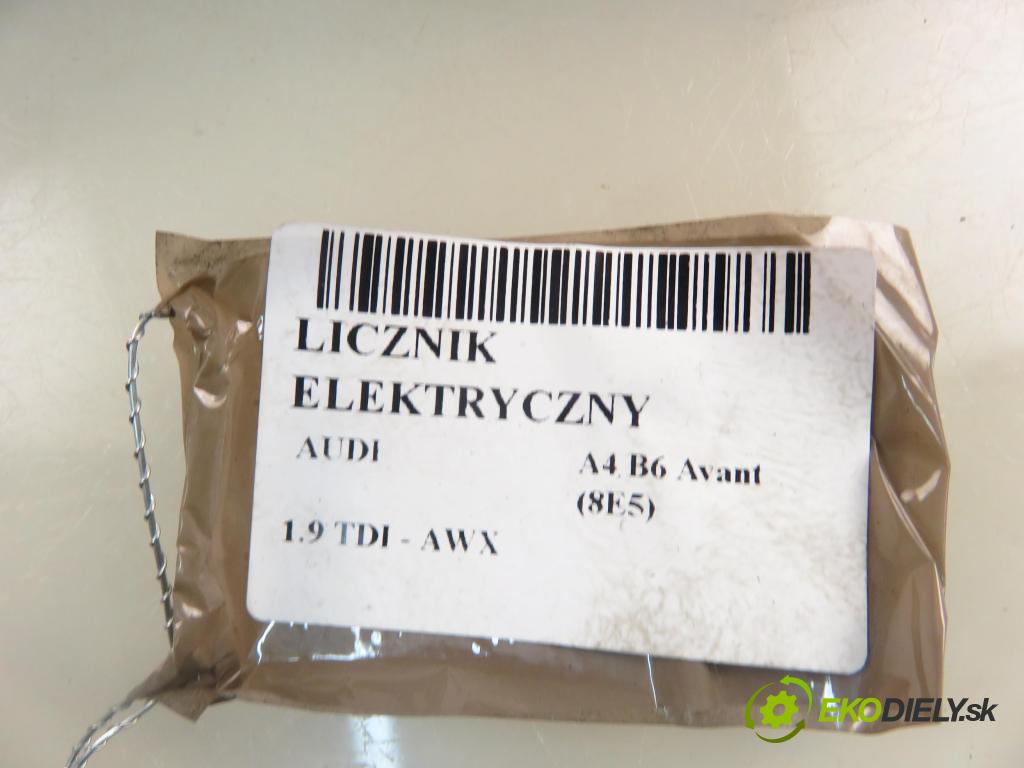 LICZNIK
ELEKTRYCZNY
AUDI
A4 B6 Avant
(8E5)
1.9 TDI - AWX
EKODIELY.sk